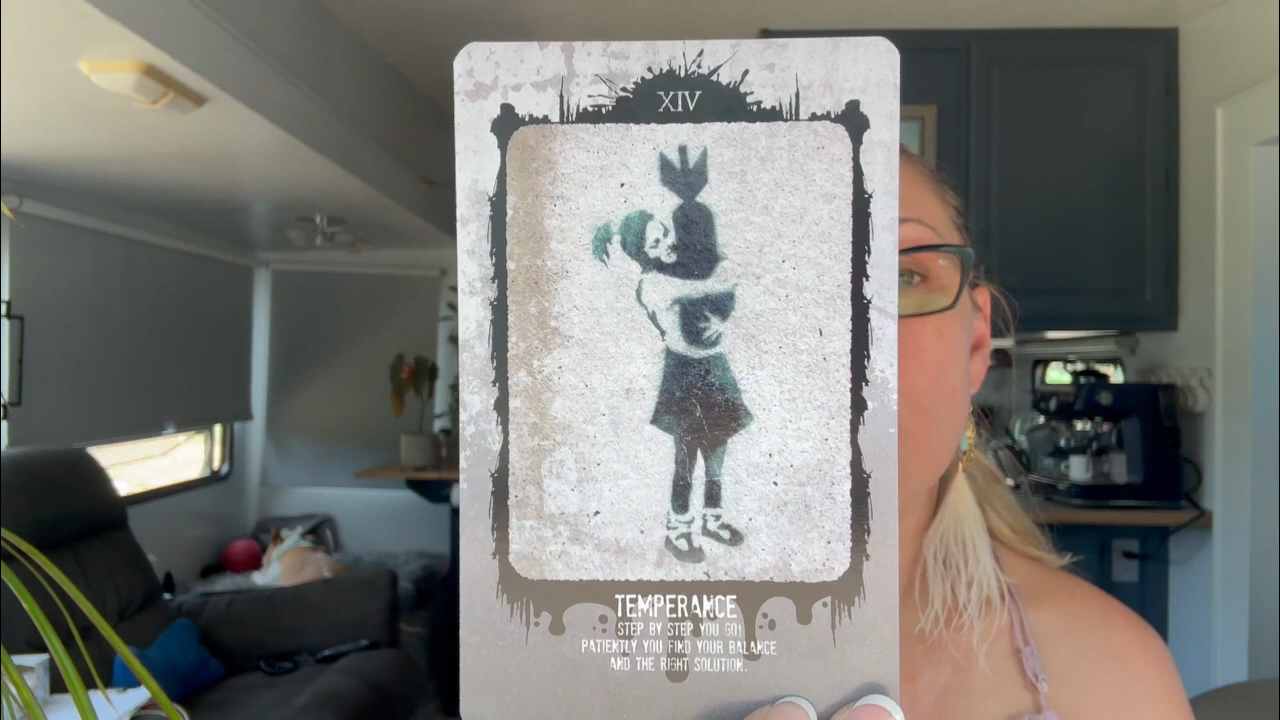 XIV
TEMPERANCE
STEP BY STEP YOU GO!
PATIENTLY YOU FIND YOUR BALANCE
AND THE RIGHT SOLUTION.